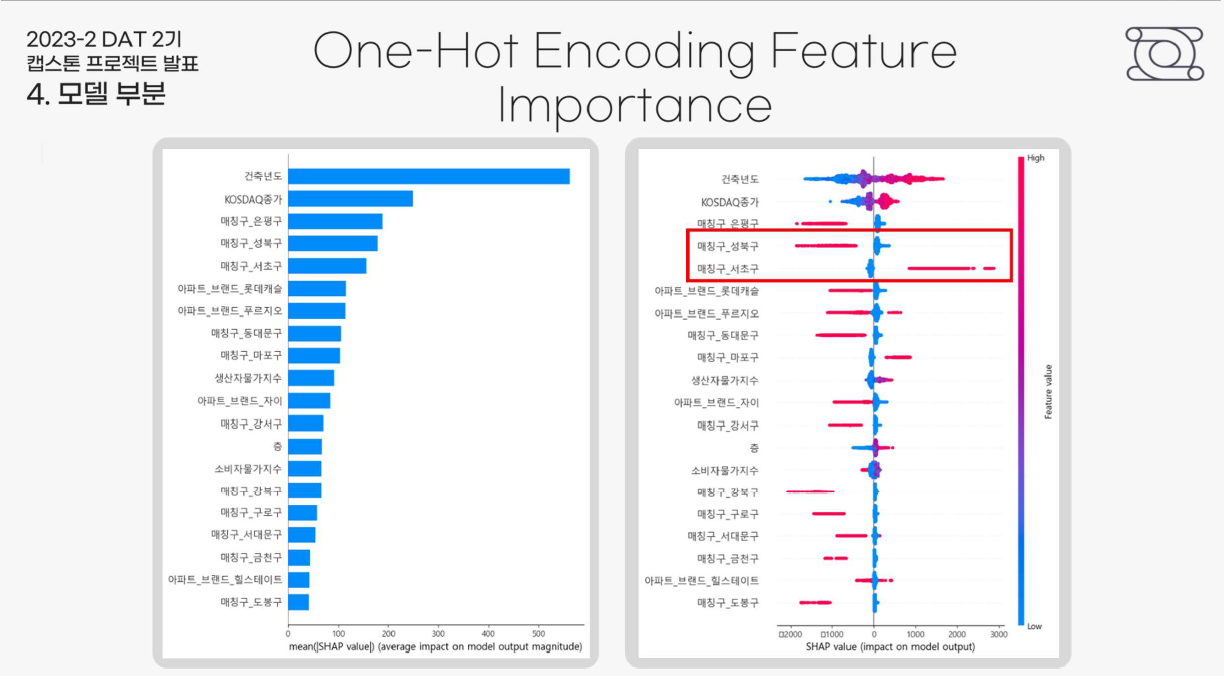 2023-2 DAT 2기
캡스톤 프로젝트 발표
4. 모델 부분
One-Hot Encoding Feature
Importance
건축년도
KOSDAQ종가
매칭구_은평구
매칭구_성북구
매칭구_서초구
아파트_브랜드_롯데캐슬
아파트_브랜드_푸르지오
매칭구_동대문구
매칭구_마포구
생산자물가지수
아파트_브랜드_자이
매칭구_강서구
층
소비자물가지수
매칭구_강북구
매칭구_구로구
매칭구_서대문구
매칭구_금천구
아파트_브랜드_힐스테이트
매칭구_도봉구
0 100 200 300 400 500
mean(|SHAP value|) (average impact on model output magnitude)
High
건축년도
KOSDAQ종가
매칭구_은평구
매칭구_성북구
매칭구_서초구
아파트_브랜드_롯데캐슬
아파트_브랜드_푸르지오
매칭구_동대문구
매칭구_마포구
생산자물가지수
아파트_브랜드_자이
매칭구_강서구
층
소비자물가지수
매칭구_강북구
매칭구_구로구
매칭구_서대문구
매칭구_금천구
아파트_브랜드_힐스테이트
매칭구_도봉구
Feature value
Low
□2000 □1000 0 1000 2000 3000
SHAP value (impact on model output)